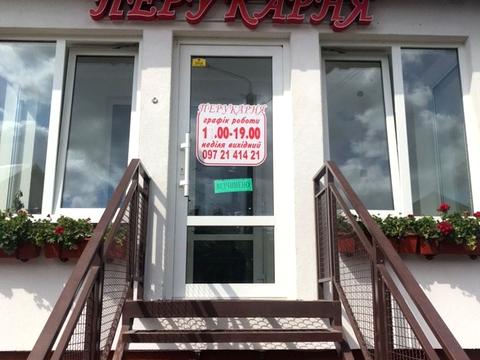 ПЕРУКАРНЯ
ПЕРУКАРНЯ
графік роботи
1 .00-19.00
неділя вихідний
097 21 414 21
ВІДЧИНЕНО